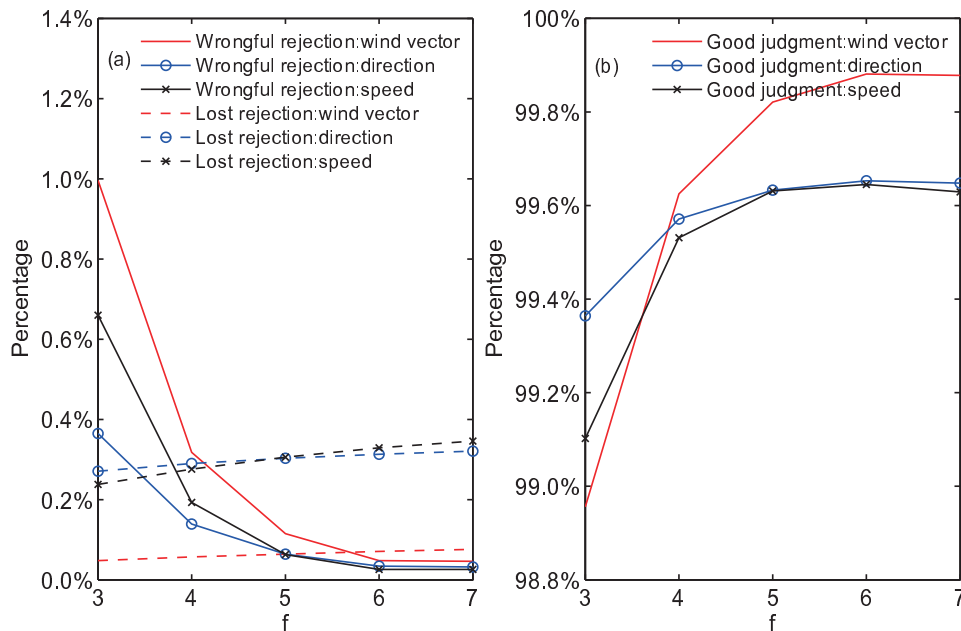 1.4%
1.2%
1.0%
0.8%
0.6%
0.4%
0.2%
0.0%
Percentage
(a)
Wrongful rejection:wind vector
Wrongful rejection:direction
Wrongful rejection:speed
Lost rejection:wind vector
Lost rejection:direction
Lost rejection:speed
3 4 5 6 7
f
100%
99.8%
99.6%
99.4%
99.2%
99.0%
98.8%
Percentage
(b)
Good judgment:wind vector
Good judgment:direction
Good judgment:speed
3 4 5 6 7
f